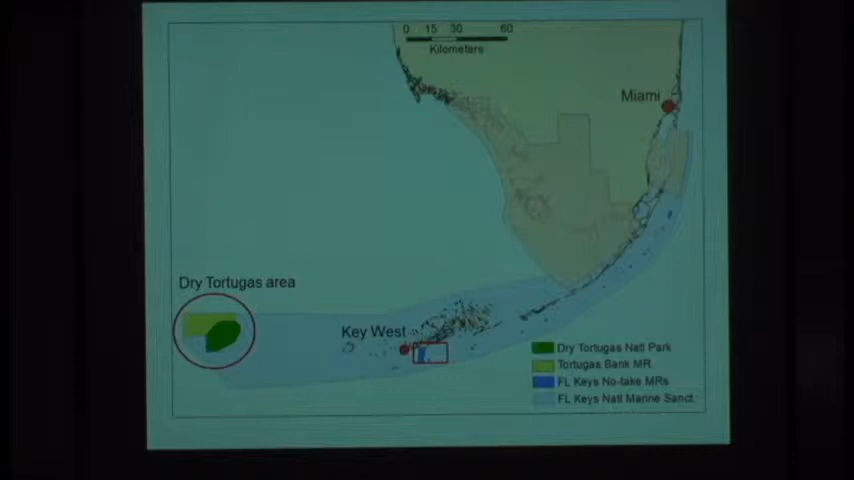 0 15 30 60
Kilometers
Miami
Dry Tortugas area
Key West
Dry Tortugas Natl Park
Tortugas Bank MR
FL Keys No-take MRs
FL Keys Natl Marine Sanct